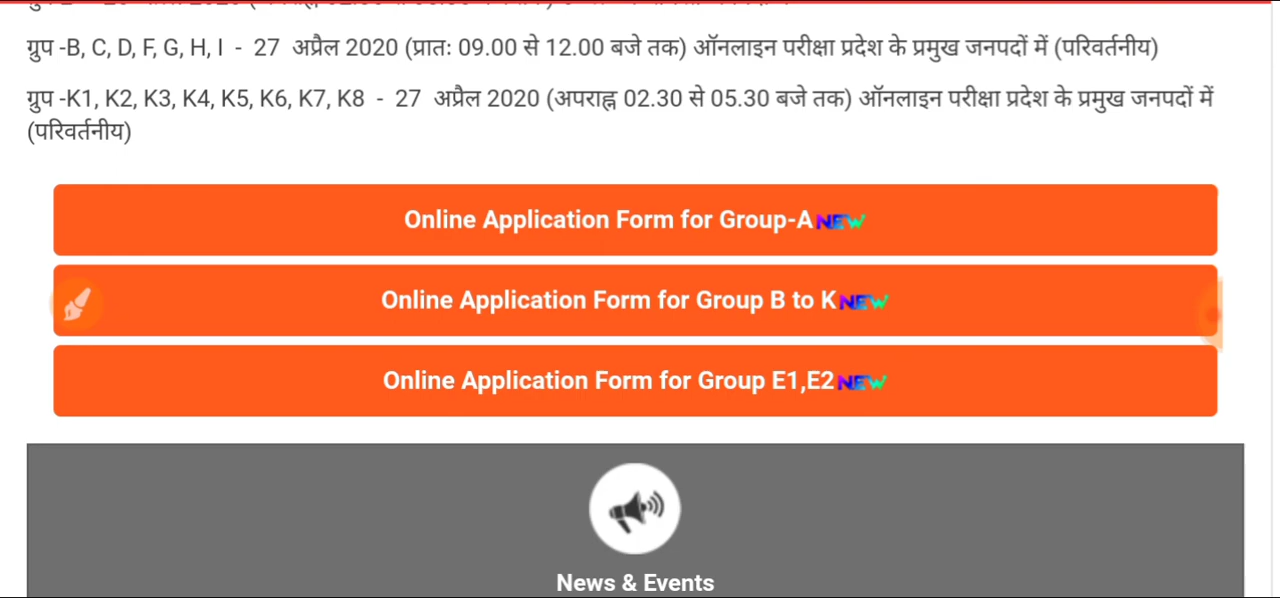 ग्रुप -B, C, D, F, G, H, I - 27 अप्रैल 2020 (प्रात: 09.00 से 12.00 बजे तक) ऑनलाइन परीक्षा प्रदेश के प्रमुख जनपदों में (परिवर्तनीय)
ग्रुप -K1, K2, K3, K4, K5, K6, K7, K8 - 27 अप्रैल 2020 (अपराह्न 02.30 से 05.30 बजे तक) ऑनलाइन परीक्षा प्रदेश के प्रमुख जनपदों में
(परिवर्तनीय)
Online Application Form for Group-A NEW
Online Application Form for Group B to K NEW
Online Application Form for Group E1,E2 NEW
News & Events